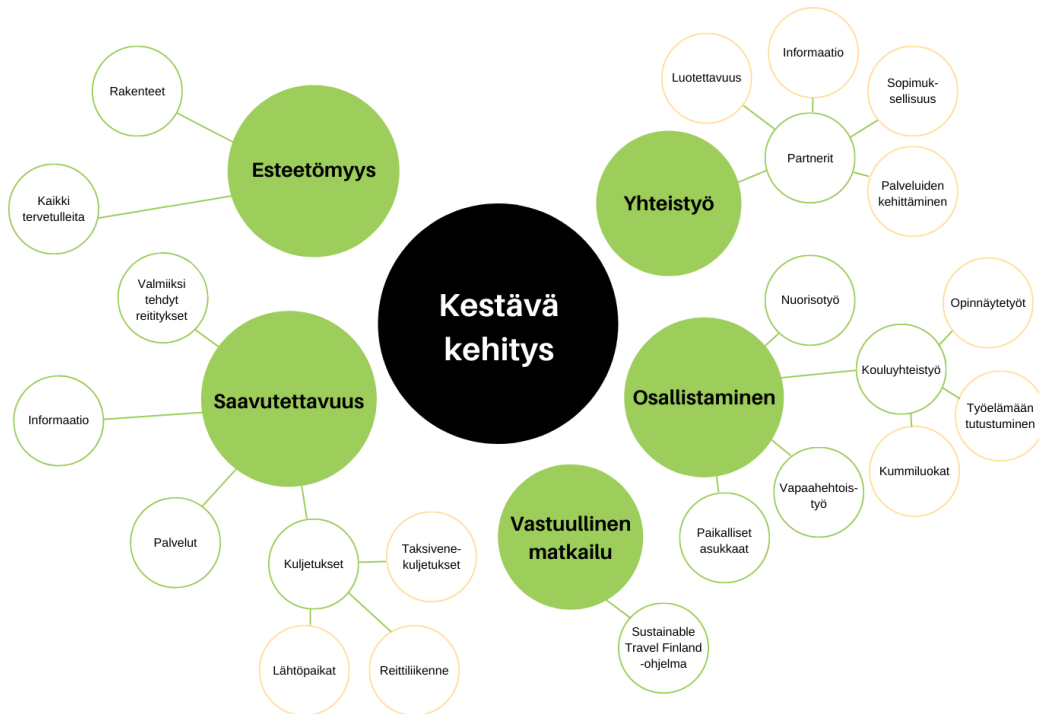 Kestävä
kehitys
Esteetömyys
Rakenteet
Kaikki
tervetulleita
Saavutettavuus
Valmiiksi
tehdyt
reititykset
Informaatio
Palvelut
Kuljetukset
Taksivene-
kuljetukset
Lähtöpaikat
Reittiliikenne
Yhteistyö
Partnerit
Luotettavuus
Informaatio
Sopimuk-
sellisuus
Palveluiden
kehittäminen
Osallistaminen
Nuorisotyö
Kouluyhteistyö
Opinnäytetyöt
Työelämään
tutustuminen
Kummiluokat
Vapaahehtois-
työ
Paikalliset
asukkaat
Vastuullinen
matkailu
Sustainable
Travel Finland
-ohjelma